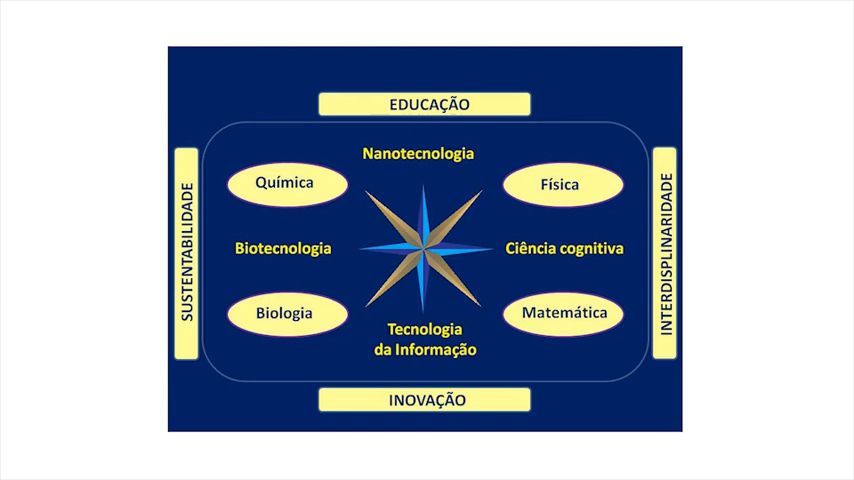 EDUCAÇÃO
Nanotecnologia
Química
Física
SUSTENTABILIDADE
Biotecnologia
Ciência cognitiva
INTERDISPLINARIDADE
Biologia
Matemática
Tecnologia
da Informação
INOVAÇÃO